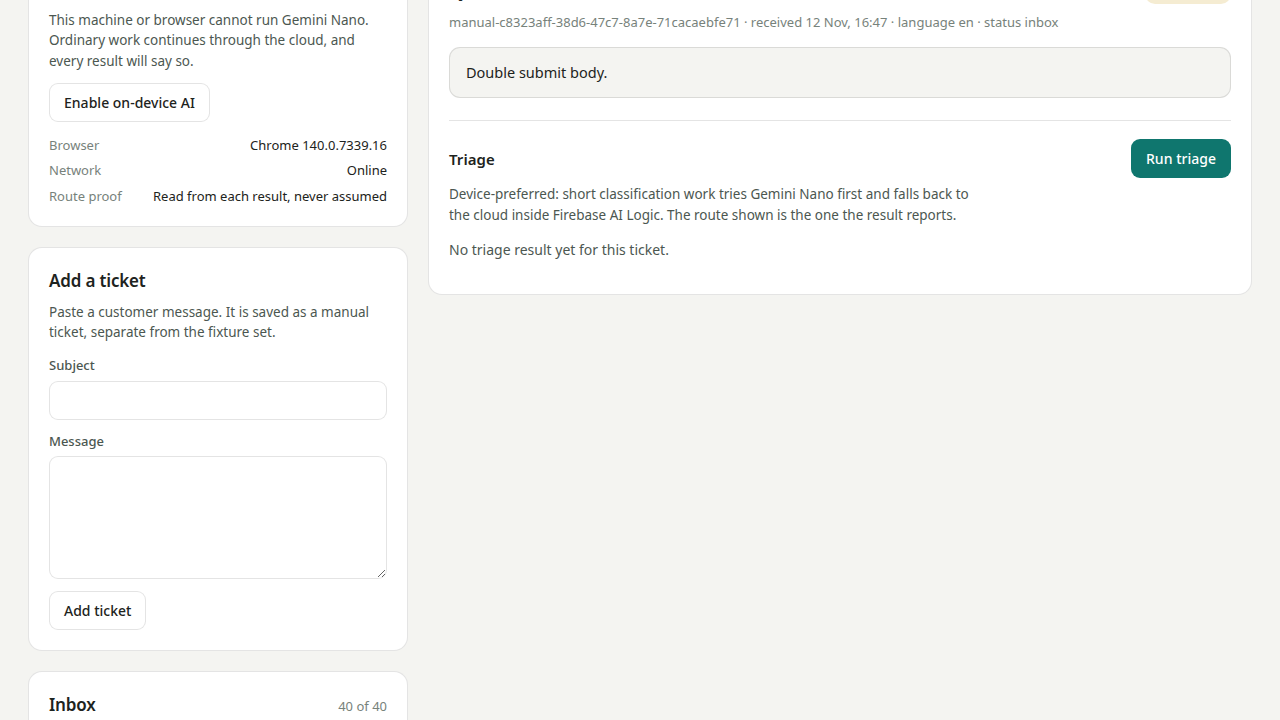 This machine or browser cannot run Gemini Nano.
Ordinary work continues through the cloud, and
every result will say so.
Enable on-device AI
Browser Chrome 140.0.7339.16
Network Online
Route proof Read from each result, never assumed
Add a ticket
Paste a customer message. It is saved as a manual
ticket, separate from the fixture set.
Subject
Message
Add ticket
Inbox 40 of 40
manual-c8323aff-38d6-47c7-8a7e-71cacaebfe71 · received 12 Nov, 16:47 · language en · status inbox
Double submit body.
Triage
Run triage
Device-preferred: short classification work tries Gemini Nano first and falls back to
the cloud inside Firebase AI Logic. The route shown is the one the result reports.
No triage result yet for this ticket.